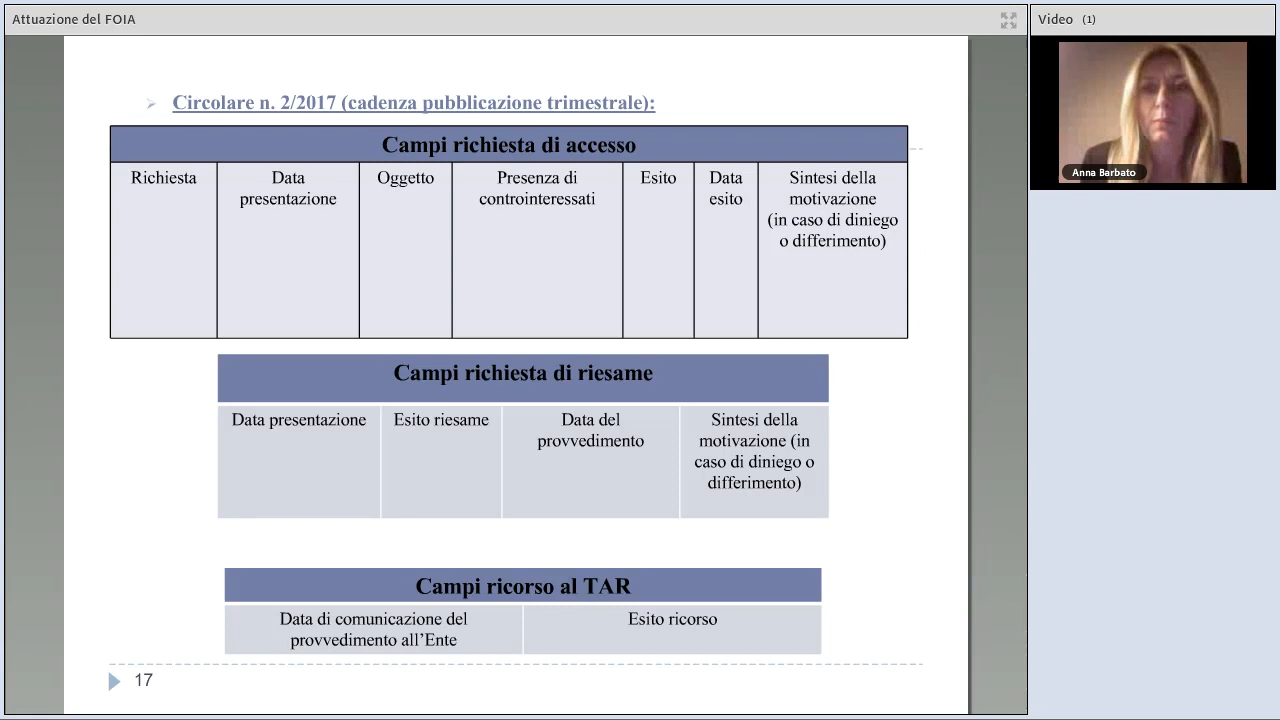 Attuazione del FOIA
Video (1)
Anna Barbato
Circolare n. 2/2017 (cadenza pubblicazione trimestrale):
Campi richiesta di accesso
Richiesta
Data
presentazione
Oggetto
Presenza di
controinteressati
Esito
Data
esito
Sintesi della
motivazione
(in caso di diniego
o differimento)
Campi richiesta di riesame
Data presentazione
Esito riesame
Data del
provvedimento
Sintesi della
motivazione (in
caso di diniego o
differimento)
Campi ricorso al TAR
Data di comunicazione del
provvedimento all’Ente
Esito ricorso
17